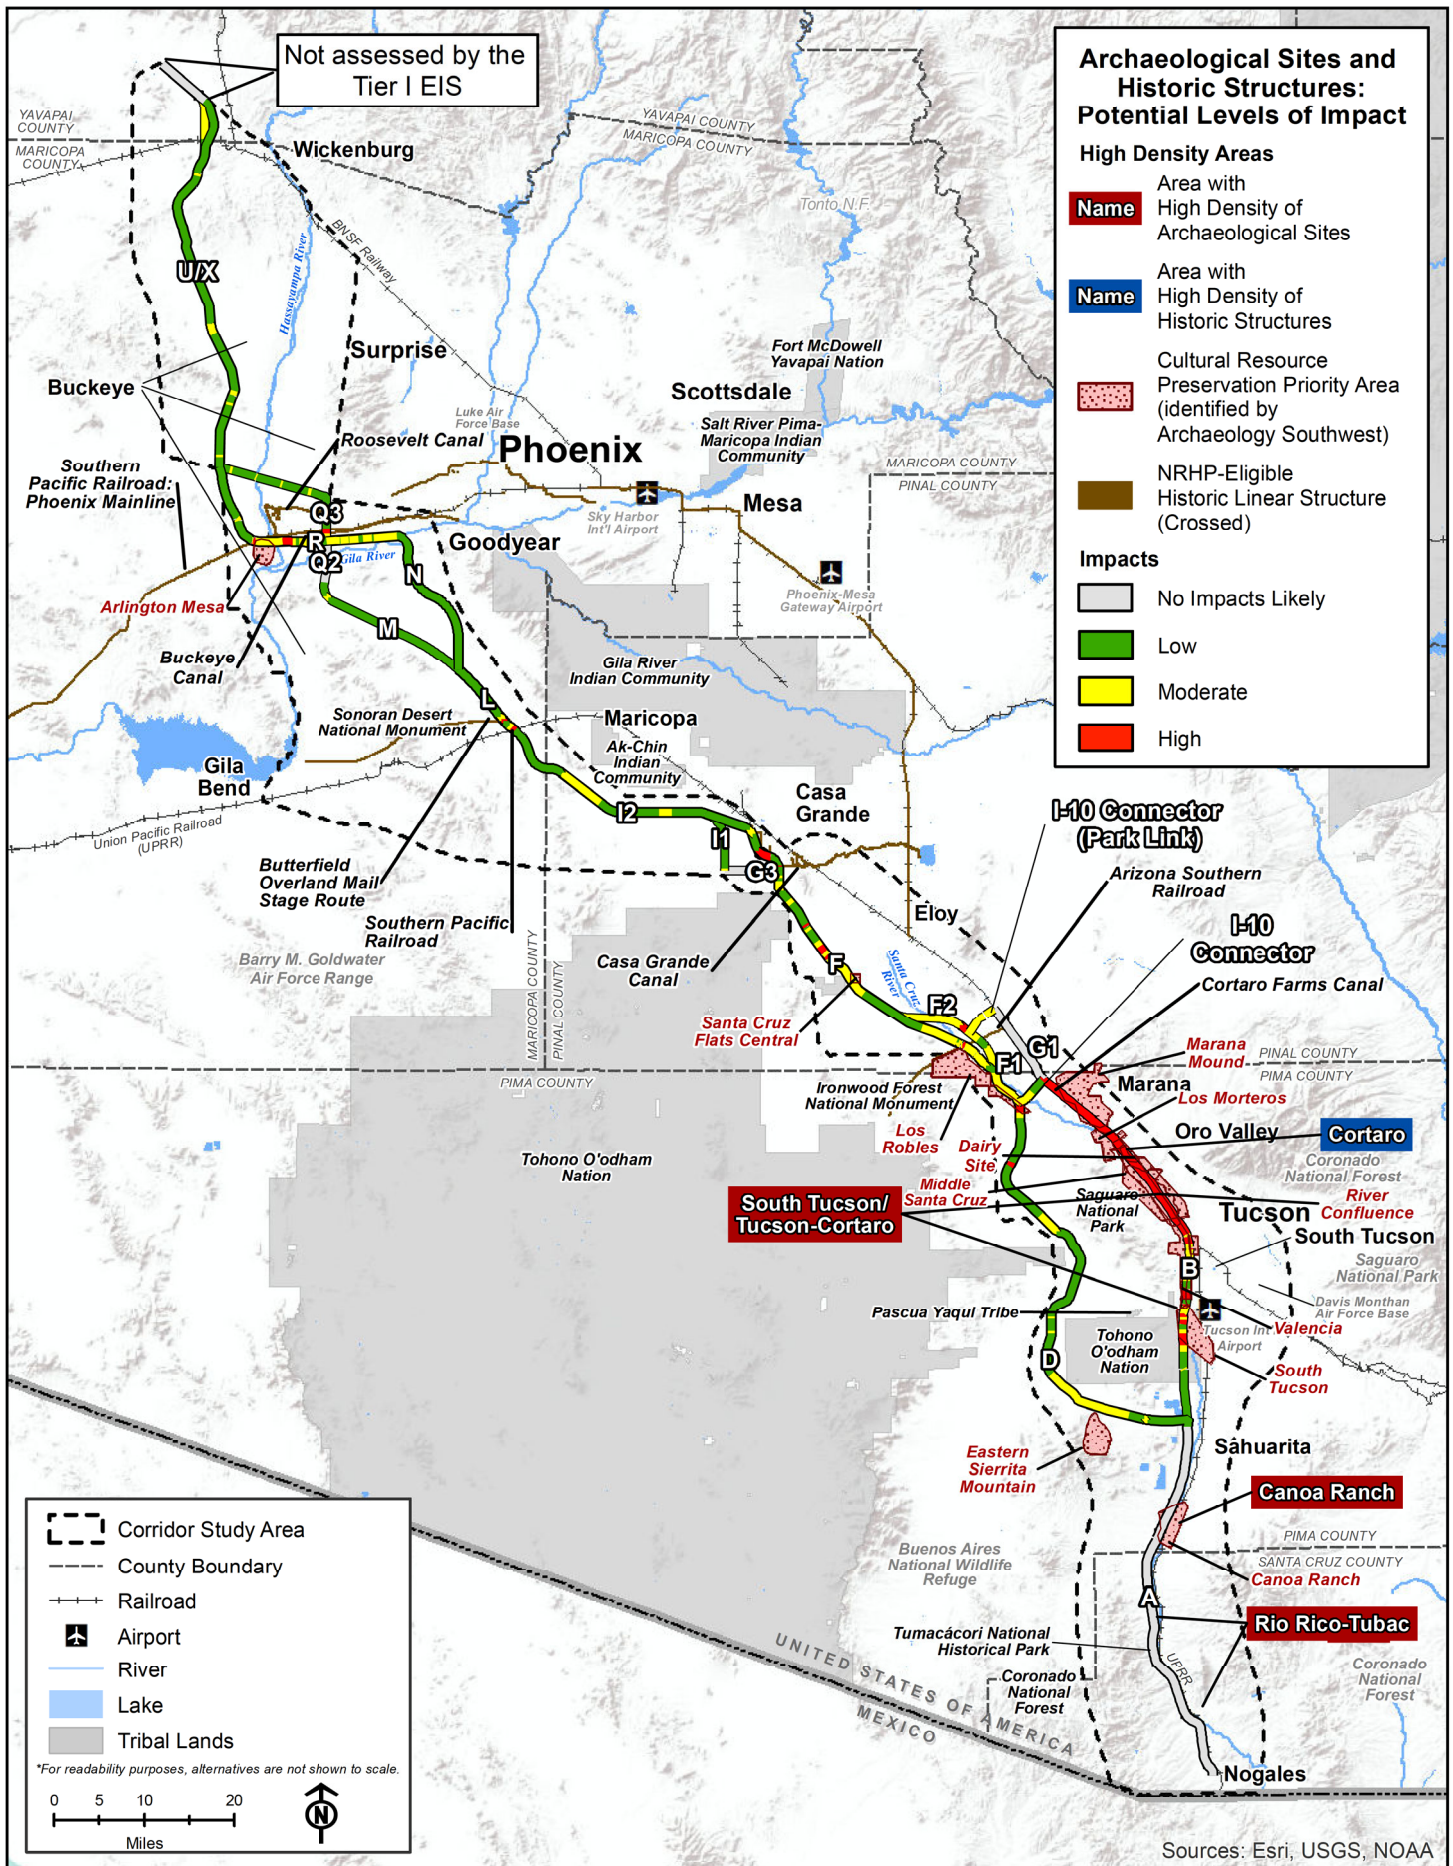 Not assessed by the
Tier I EIS
Archaeological Sites and
Historic Structures:
Potential Levels of Impact
High Density Areas
Name
Area with
High Density of
Archaeological Sites
Name
Area with
High Density of
Historic Structures
Cultural Resource
Preservation Priority Area
(identified by
Archaeology Southwest)
NRHP-Eligible
Historic Linear Structure
(Crossed)
Impacts
No Impacts Likely
Low
Moderate
High
YAVAPAI
COUNTY
MARICOPA
COUNTY
Wickenburg
YAVAPAI COUNTY
MARICOPA COUNTY
Tonto N.F.
BNSF Railway
Hassayampa River
U/X
Surprise
Buckeye
Fort McDowell
Yavapai Nation
Scottsdale
Luke Air
Force Base
Salt River Pima-
Maricopa Indian
Community
Roosevelt Canal
Phoenix
MARICOPA COUNTY
PINAL COUNTY
Southern
Pacific Railroad:
Phoenix Mainline
Mesa
Sky Harbor
Int'l Airport
Q3
R
Q2
Gila River
Goodyear
N
Phoenix-Mesa
Gateway Airport
Arlington Mesa
M
Buckeye
Canal
Gila River
Indian Community
L
Sonoran Desert
National Monument
Maricopa
Ak-Chin
Indian
Community
Gila
Bend
Casa
Grande
Union Pacific Railroad
(UPRR)
I2
I1
G3
I-10 Connector
(Park Link)
Butterfield
Overland Mail
Stage Route
Arizona Southern
Railroad
Southern Pacific
Railroad
Eloy
I-10
Connector
Barry M. Goldwater
Air Force Range
MARICOPA COUNTY
PINAL COUNTY
Casa Grande
Canal
F
Santa Cruz
River
Cortaro Farms Canal
F2
Santa Cruz
Flats Central
G1
F1
Marana
Mound
PINAL COUNTY
PIMA COUNTY
PIMA COUNTY
Ironwood Forest
National Monument
Marana
Los Morteros
Los
Robles
Oro Valley
Cortaro
Dairy
Site
Coronado
National Forest
Tohono O'odham
Nation
Middle
Santa Cruz
Saguaro
National
Park
River
Confluence
South Tucson/
Tucson-Cortaro
Tucson
South Tucson
B
Saguaro
National Park
Davis Monthan
Air Force Base
Pascua Yaqui Tribe
Tucson Int
Airport
Valencia
Tohono
O'odham
Nation
D
South
Tucson
Eastern
Sierrita
Mountain
Sahuarita
Canoa Ranch
PIMA COUNTY
SANTA CRUZ COUNTY
Buenos Aires
National Wildlife
Refuge
Canoa Ranch
A
Rio Rico-Tubac
Tumacácori National
Historical Park
UPRR
Coronado
National
Forest
Coronado
National
Forest
UNITED STATES OF AMERICA
MEXICO
Nogales
Corridor Study Area
County Boundary
Railroad
Airport
River
Lake
Tribal Lands
*For readability purposes, alternatives are not shown to scale.
0 5 10 20
Miles
N
Sources: Esri, USGS, NOAA